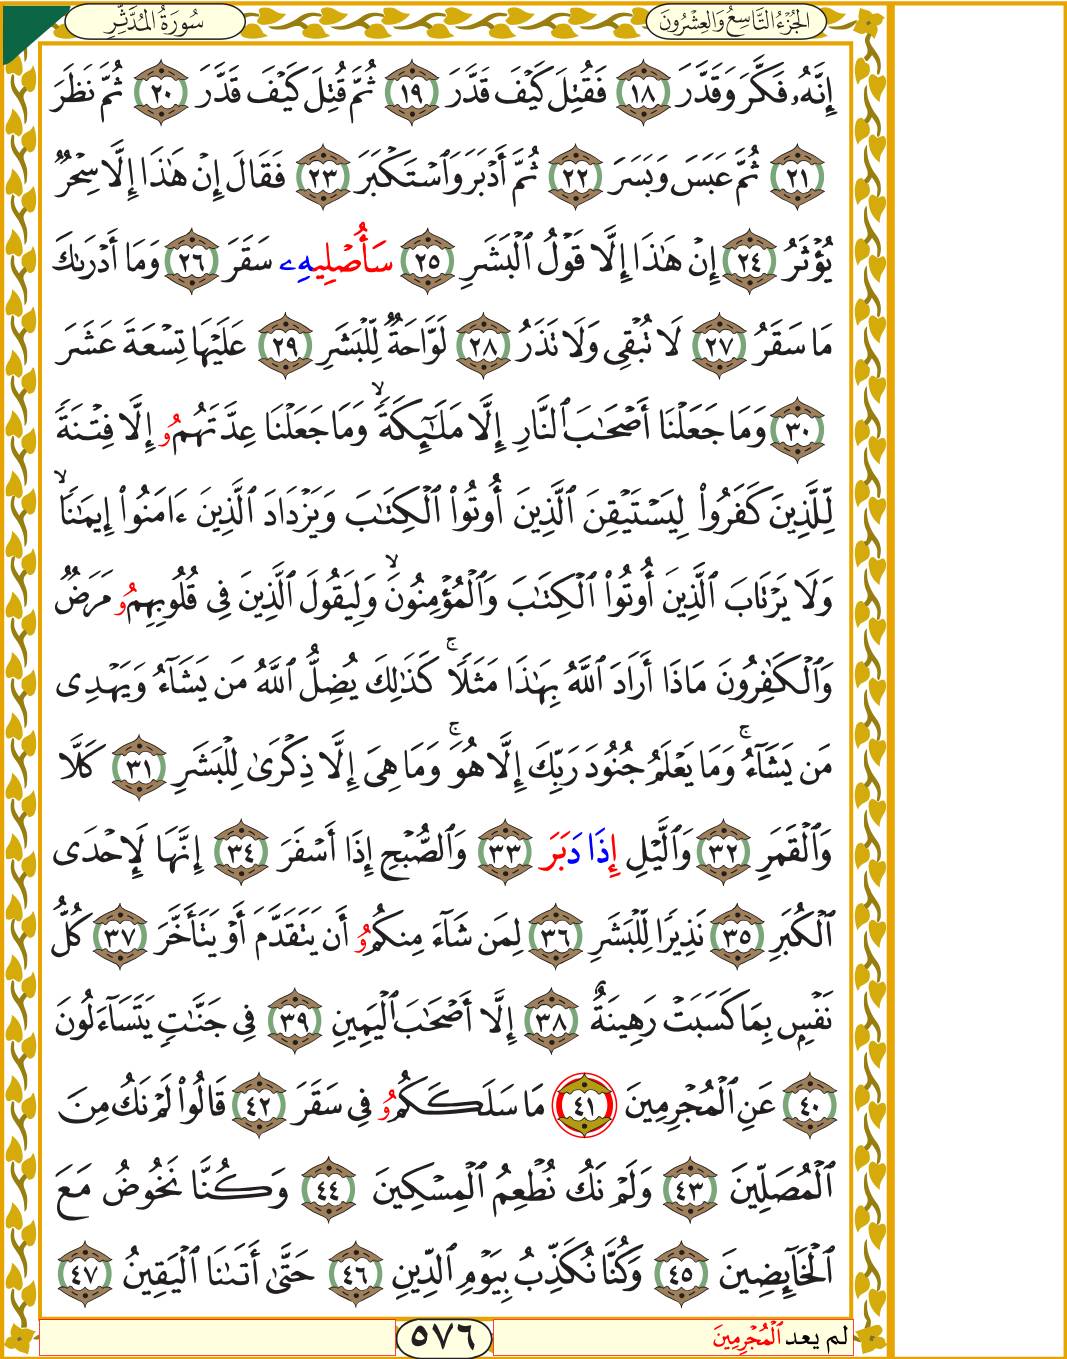 سُورَةُ المُدَّثِّرِ
الجُزْءُ التَّاسِعُ وَالعِشْرُونَ
إِنَّهُۥ فَكَّرَ وَقَدَّرَ ١٨ فَقُتِلَ كَيْفَ قَدَّرَ ١٩ ثُمَّ قُتِلَ كَيْفَ قَدَّرَ ٢٠ ثُمَّ نَظَرَ
٢١ ثُمَّ عَبَسَ وَبَسَرَ ٢٢ ثُمَّ أَدْبَرَ وَٱسْتَكْبَرَ ٢٣ فَقَالَ إِنْ هَٰذَا إِلَّا سِحْرٌ
يُؤْثَرُ ٢٤ إِنْ هَٰذَا إِلَّا قَوْلُ ٱلْبَشَرِ ٢٥ سَأُصْلِيهِۦ سَقَرَ ٢٦ وَمَا أَدْرَىٰكَ
مَا سَقَرُ ٢٧ لَا تُبْقِى وَلَا تَذَرُ ٢٨ لَوَّاحَةٌ لِّلْبَشَرِ ٢٩ عَلَيْهَا تِسْعَةَ عَشَرَ
٣٠ وَمَا جَعَلْنَا أَصْحَٰبَ ٱلنَّارِ إِلَّا مَلَٰٓئِكَةًۙ وَمَا جَعَلْنَا عِدَّتَهُمُۥ إِلَّا فِتْنَةً
لِّلَّذِينَ كَفَرُواْ لِيَسْتَيْقِنَ ٱلَّذِينَ أُوتُواْ ٱلْكِتَٰبَ وَيَزْدَادَ ٱلَّذِينَ ءَامَنُواْ إِيمَٰنًاۙ
وَلَا يَرْتَابَ ٱلَّذِينَ أُوتُواْ ٱلْكِتَٰبَ وَٱلْمُؤْمِنُونَۙ وَلِيَقُولَ ٱلَّذِينَ فِى قُلُوبِهِمُۥ مَرَضٌ
وَٱلْكَٰفِرُونَ مَاذَا أَرَادَ ٱللَّهُ بِهَٰذَا مَثَلًاۚ كَذَٰلِكَ يُضِلُّ ٱللَّهُ مَن يَشَآءُ وَيَهْدِى
مَن يَشَآءُۚ وَمَا يَعْلَمُ جُنُودَ رَبِّكَ إِلَّا هُوَۚ وَمَا هِىَ إِلَّا ذِكْرَىٰ لِلْبَشَرِ ٣١ كَلَّا
وَٱلْقَمَرِ ٣٢ وَٱلَّيْلِ إِذَا دَبَرَ ٣٣ وَٱلصُّبْحِ إِذَا أَسْفَرَ ٣٤ إِنَّهَا لَإِحْدَى
ٱلْكُبَرِ ٣٥ نَذِيرًا لِّلْبَشَرِ ٣٦ لِمَن شَآءَ مِنكُمُۥ أَن يَتَقَدَّمَ أَوْ يَتَأَخَّرَ ٣٧ كُلُّ
نَفْسٍ بِمَا كَسَبَتْ رَهِينَةٌ ٣٨ إِلَّا أَصْحَٰبَ ٱلْيَمِينِ ٣٩ فِى جَنَّٰتٍ يَتَسَآءَلُونَ
٤٠ عَنِ ٱلْمُجْرِمِينَ ٤١ مَا سَلَكَكُمُۥ فِى سَقَرَ ٤٢ قَالُواْ لَمْ نَكُ مِنَ
ٱلْمُصَلِّينَ ٤٣ وَلَمْ نَكُ نُطْعِمُ ٱلْمِسْكِينَ ٤٤ وَكُنَّا نَخُوضُ مَعَ
ٱلْخَآئِضِينَ ٤٥ وَكُنَّا نُكَذِّبُ بِيَوْمِ ٱلدِّينِ ٤٦ حَتَّىٰ أَتَىٰنَا ٱلْيَقِينُ ٤٧
لم يعد ٱلْمُجْرِمِينَ
٥٧٦